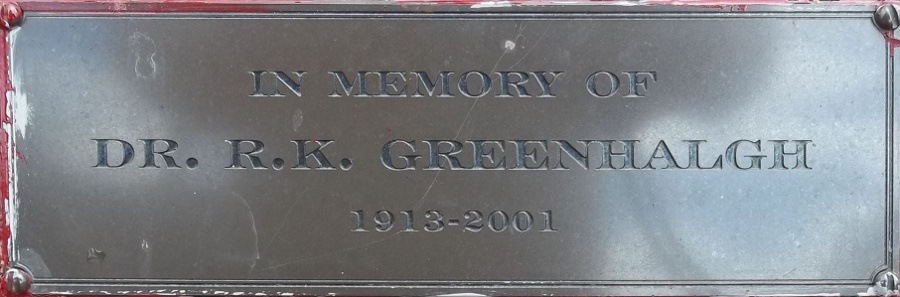 IN MEMORY OF
DR. R.K. GREENHALGH
1913-2001